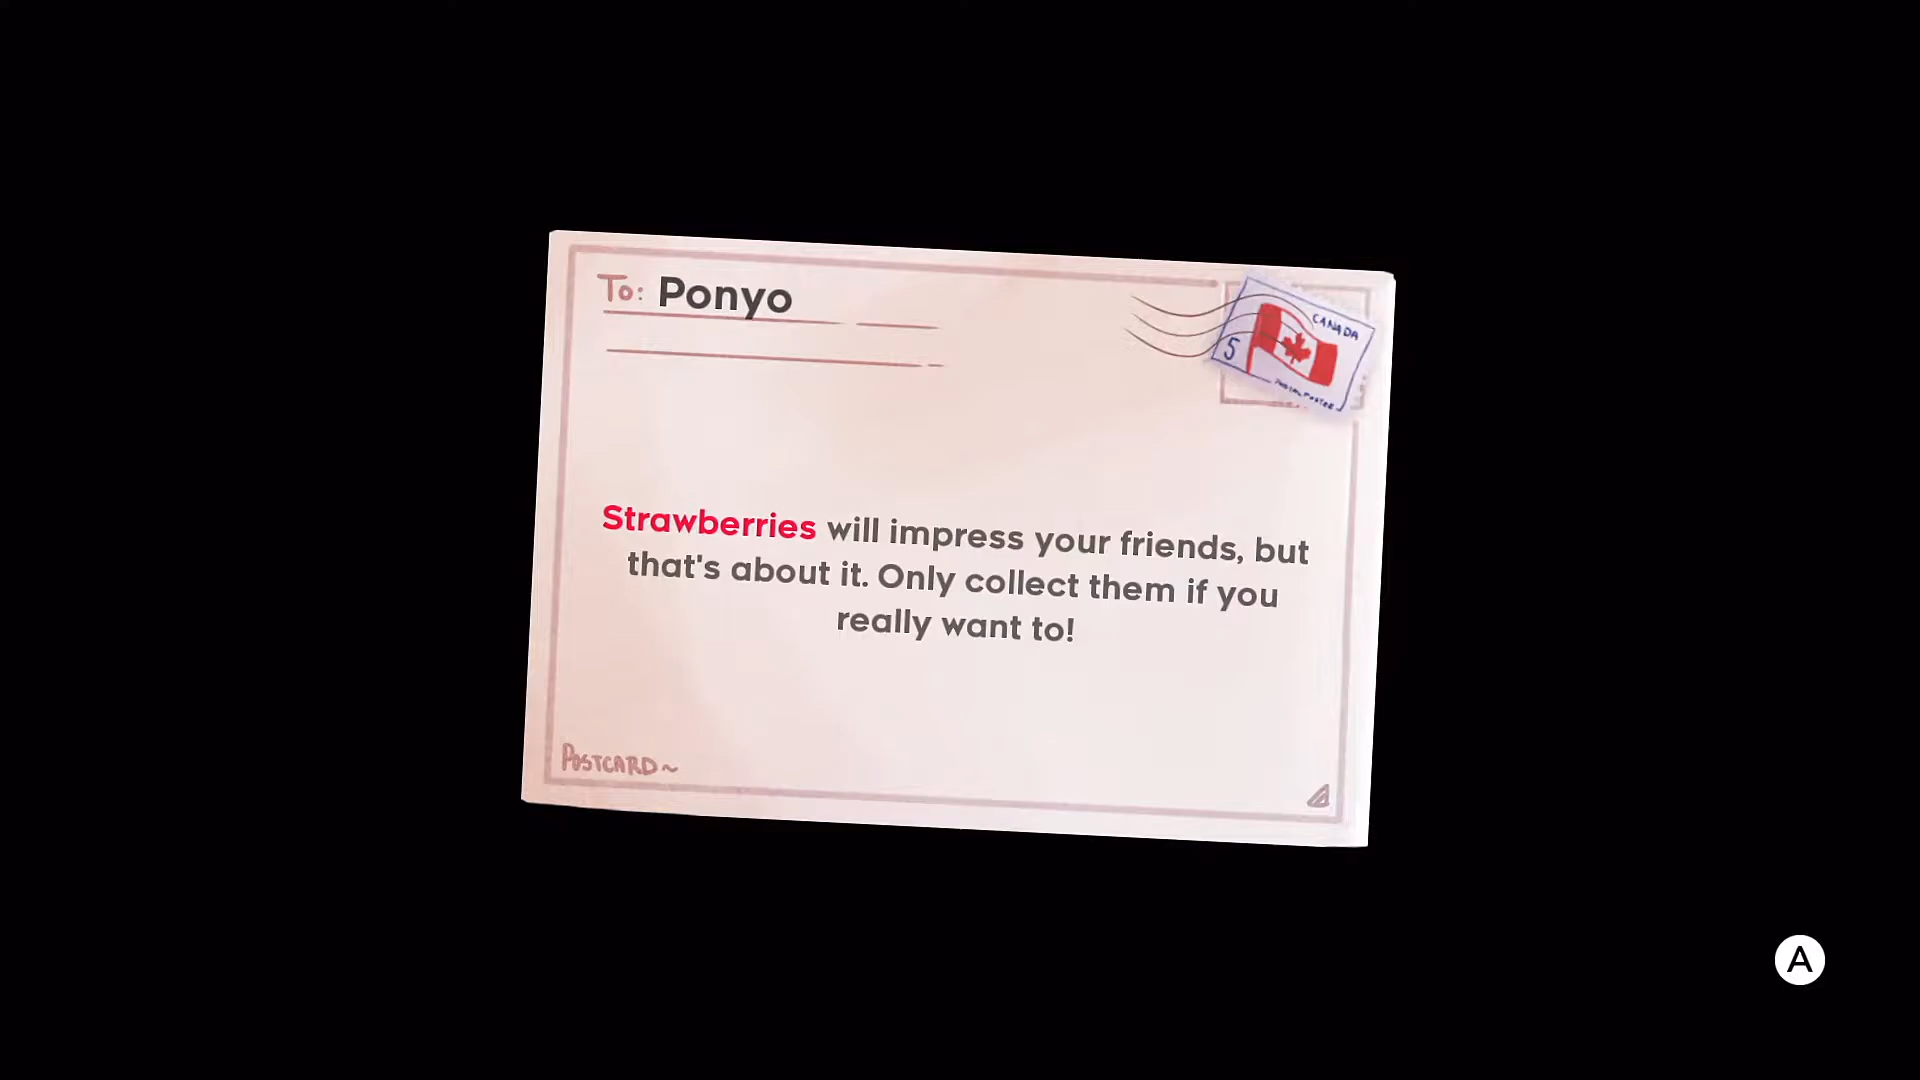 To: Ponyo
CANADA
5
Strawberries will impress your friends, but
that's about it. Only collect them if you
really want to!
POSTCARD~
A